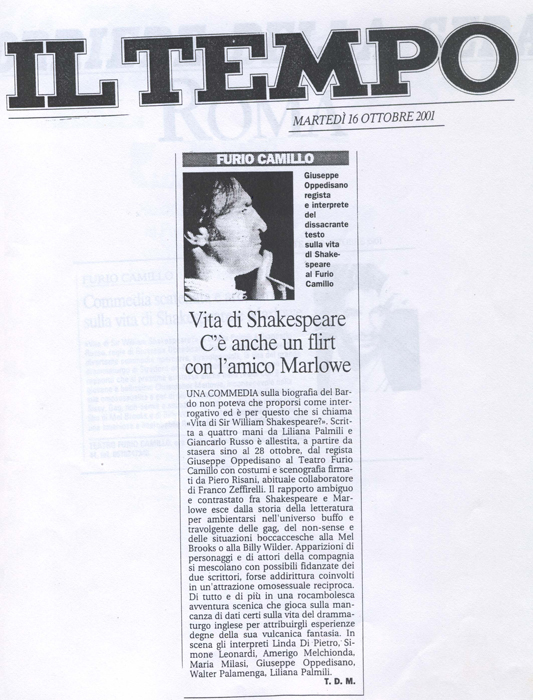 IL TEMPO
MARTEDÌ 16 OTTOBRE 2001
FURIO CAMILLO
Giuseppe
Oppedisano
regista
e interprete
del
dissacrante
testo
sulla vita
di Shake-
speare
al Furio
Camillo
Vita di Shakespeare
C'è anche un flirt
con l'amico Marlowe
UNA COMMEDIA sulla biografia del Bar-
do non poteva che proporsi come inter-
rogativo ed è per questo che si chiama
«Vita di Sir William Shakespeare?». Scrit-
ta a quattro mani da Liliana Palmili e
Giancarlo Russo è allestita, a partire da
stasera sino al 28 ottobre, dal regista
Giuseppe Oppedisano al Teatro Furio
Camillo con costumi e scenografia firma-
ti da Piero Risani, abituale collaboratore
di Franco Zeffirelli. Il rapporto ambiguo
e contrastato fra Shakespeare e Mar-
lowe esce dalla storia della letteratura
per ambientarsi nell'universo buffo e
travolgente delle gag, del non-sense e
delle situazioni boccaccesche alla Mel
Brooks o alla Billy Wilder. Apparizioni di
personaggi e di attori della compagnia
si mescolano con possibili fidanzate dei
due scrittori, forse addirittura coinvolti
in un'attrazione omosessuale reciproca.
Di tutto e di più in una rocambolesca
avventura scenica che gioca sulla man-
canza di dati certi sulla vita del dramma-
turgo inglese per attribuirgli esperienze
degne della sua vulcanica fantasia. In
scena gli interpreti Linda Di Pietro, Si-
mone Leonardi, Amerigo Melchionda,
Maria Milasi, Giuseppe Oppedisano,
Walter Palamenga, Liliana Palmili.
T. D. M.